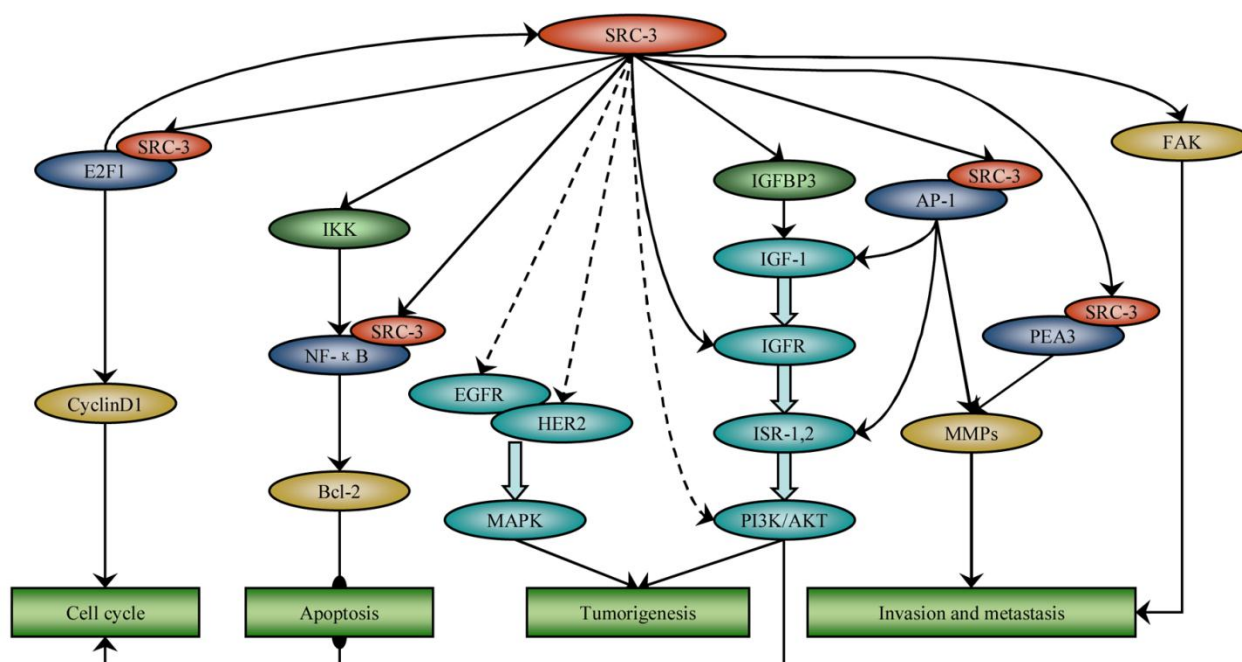 SRC-3
SRC-3
E2F1
FAK
IGFBP3
SRC-3
AP-1
IKK
IGF-1
SRC-3
PEA3
SRC-3
NF-κB
IGFR
EGFR
HER2
CyclinD1
ISR-1,2
MMPs
Bcl-2
MAPK
PI3K/AKT
Cell cycle
Apoptosis
Tumorigenesis
Invasion and metastasis